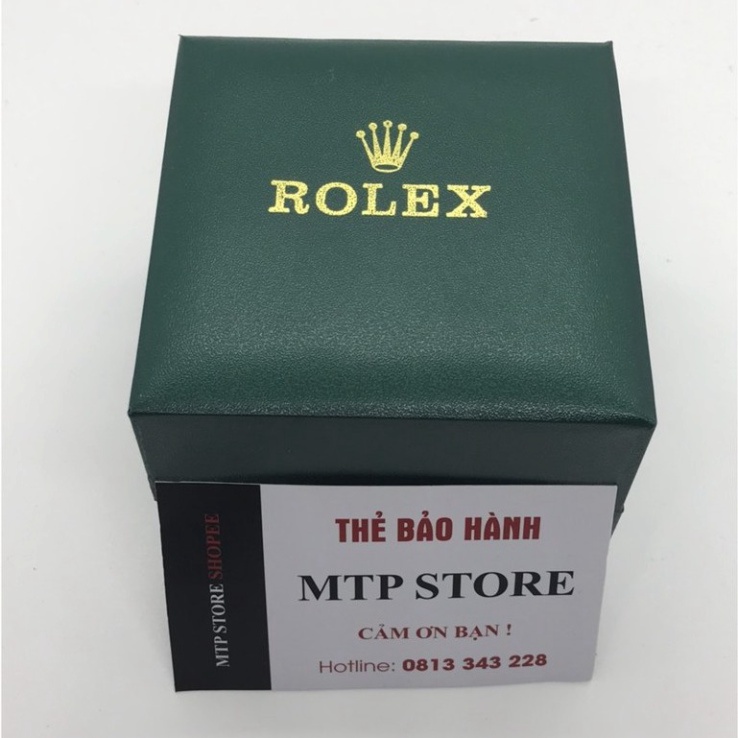 ROLEX
THẺ BẢO HÀNH
MTP STORE
CẢM ƠN BẠN !
Hotline: 0813 343 228
MTP STORE SHOPEE